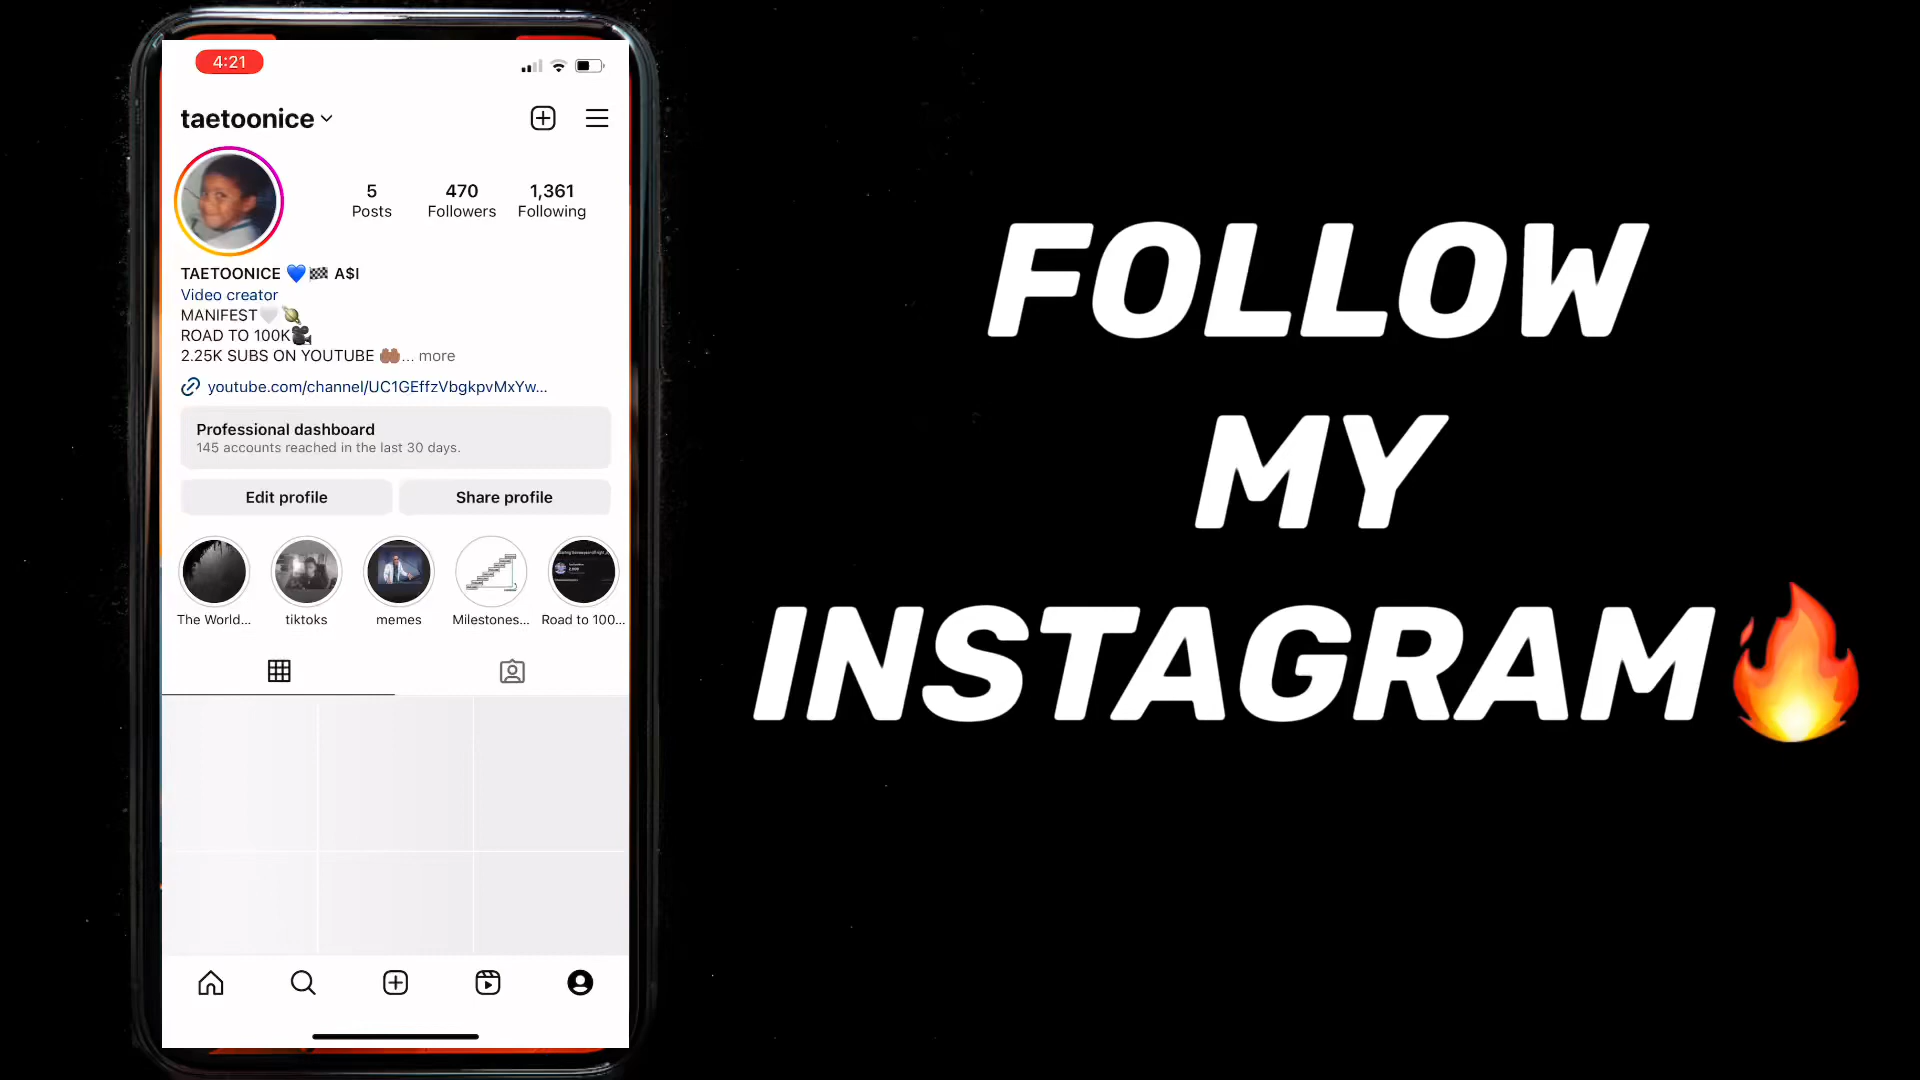 4:21
taetoonice
5 470 1,361
Posts Followers Following
TAETOONICE 💙🏁 A$I
Video creator
MANIFEST🤍🪐
ROAD TO 100K🎥
2.25K SUBS ON YOUTUBE 🤲🏾... more
youtube.com/channel/UC1GEffzVbgkpvMxYw...
Professional dashboard
145 accounts reached in the last 30 days.
Edit profile Share profile
The World... tiktoks memes Milestones... Road to 100...
FOLLOW
MY
INSTAGRAM🔥